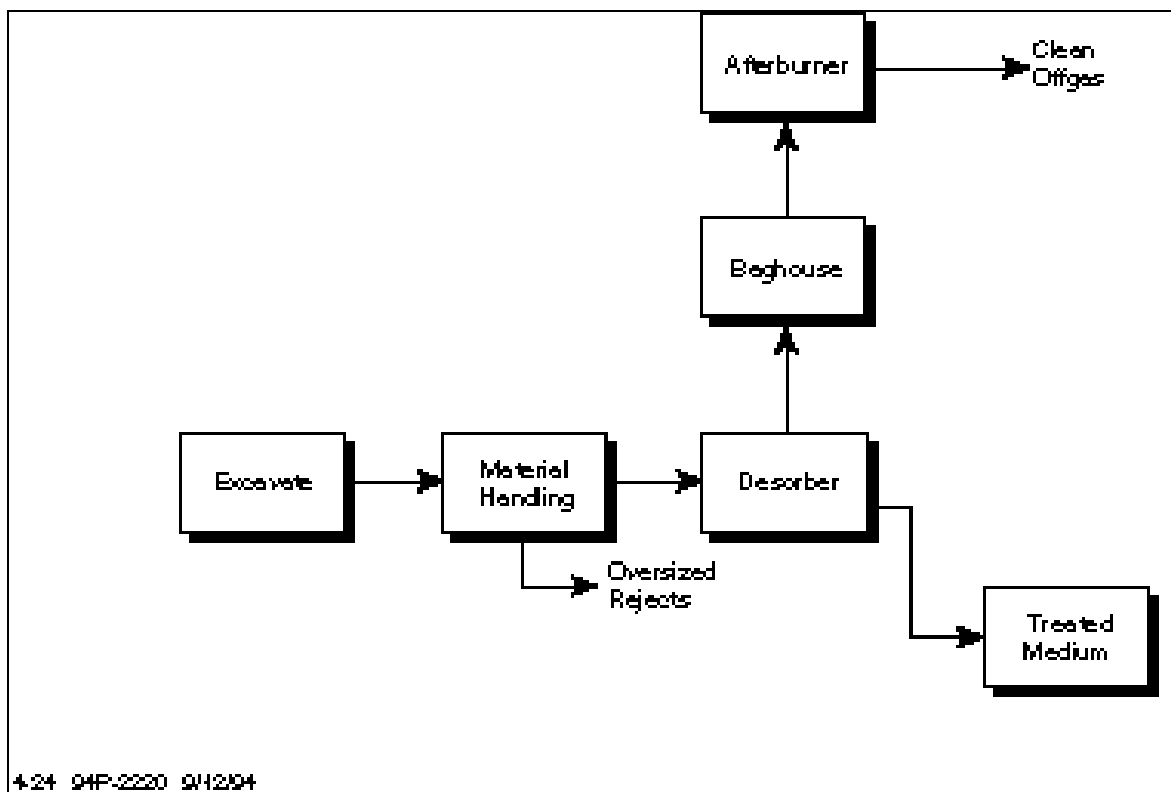 Afterburner
Clean
Offgas
Baghouse
Excavate
Material
Handling
Desorber
Oversized
Rejects
Treated
Medium
4-24 94P-2220 9/12/94